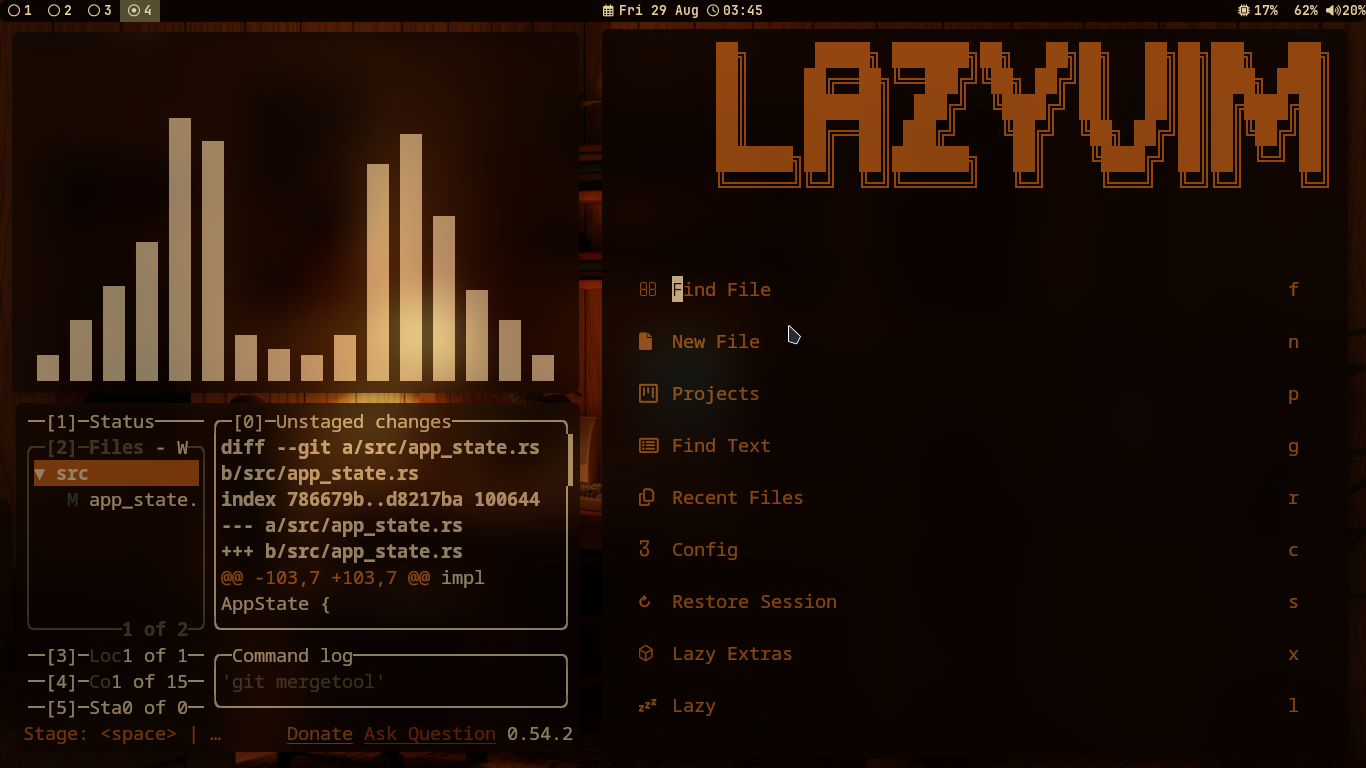 1 2 3 4 Fri 29 Aug 03:45 17% 62% 20%
LAZYVIM
Find File f
New File n
Projects p
Find Text g
Recent Files r
Config c
Restore Session s
Lazy Extras x
Lazy l
[1]─Status
[2]─Files - W
▼ src
M app_state.
1 of 2
[3]─Loc1 of 1
[4]─Co1 of 15
[5]─Sta0 of 0
[0]─Unstaged changes
diff --git a/src/app_state.rs
b/src/app_state.rs
index 786679b..d8217ba 100644
--- a/src/app_state.rs
+++ b/src/app_state.rs
@@ -103,7 +103,7 @@ impl
AppState {
Command log
'git mergetool'
Stage: <space> | … Donate Ask Question 0.54.2